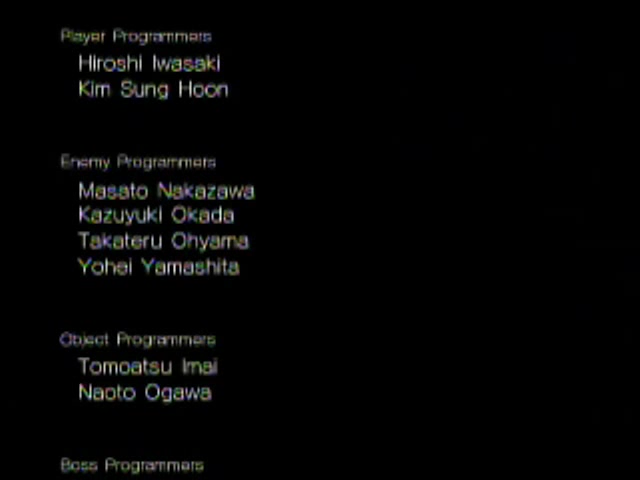 Player Programmers
Hiroshi Iwasaki
Kim Sung Hoon
Enemy Programmers
Masato Nakazawa
Kazuyuki Okada
Takateru Ohyama
Yohei Yamashita
Object Programmers
Tomoatsu Imai
Naoto Ogawa
Boss Programmers